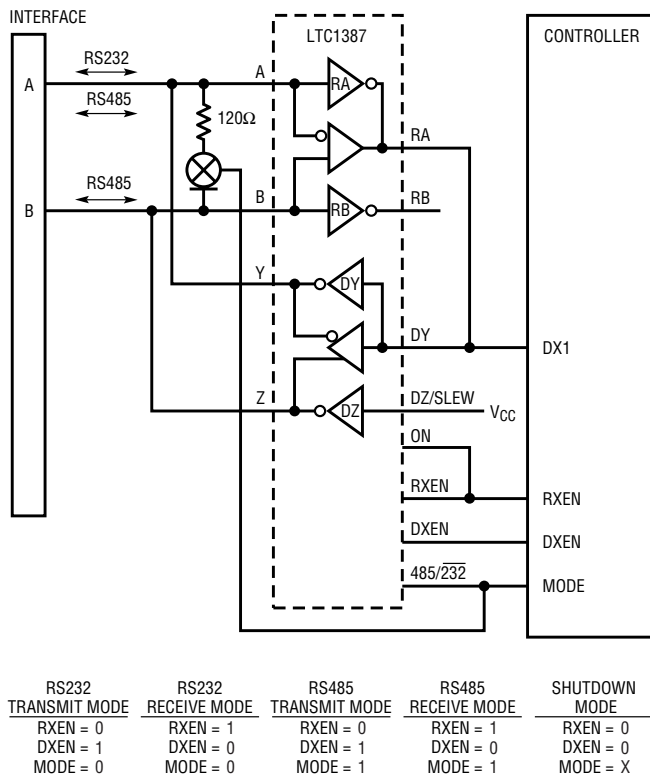 INTERFACE
LTC1387
CONTROLLER
RS232
A
A
RA
RS485
120Ω
RA
RS485
B
B
RB
RB
Y
DY
DY
DX1
Z
DZ
DZ/SLEW
VCC
ON
RXEN
RXEN
DXEN
DXEN
485/2̅3̅2̅
MODE
RS232 TRANSMIT MODE
RXEN = 0
DXEN = 1
MODE = 0
RS232 RECEIVE MODE
RXEN = 1
DXEN = 0
MODE = 0
RS485 TRANSMIT MODE
RXEN = 0
DXEN = 1
MODE = 1
RS485 RECEIVE MODE
RXEN = 1
DXEN = 0
MODE = 1
SHUTDOWN MODE
RXEN = 0
DXEN = 0
MODE = X